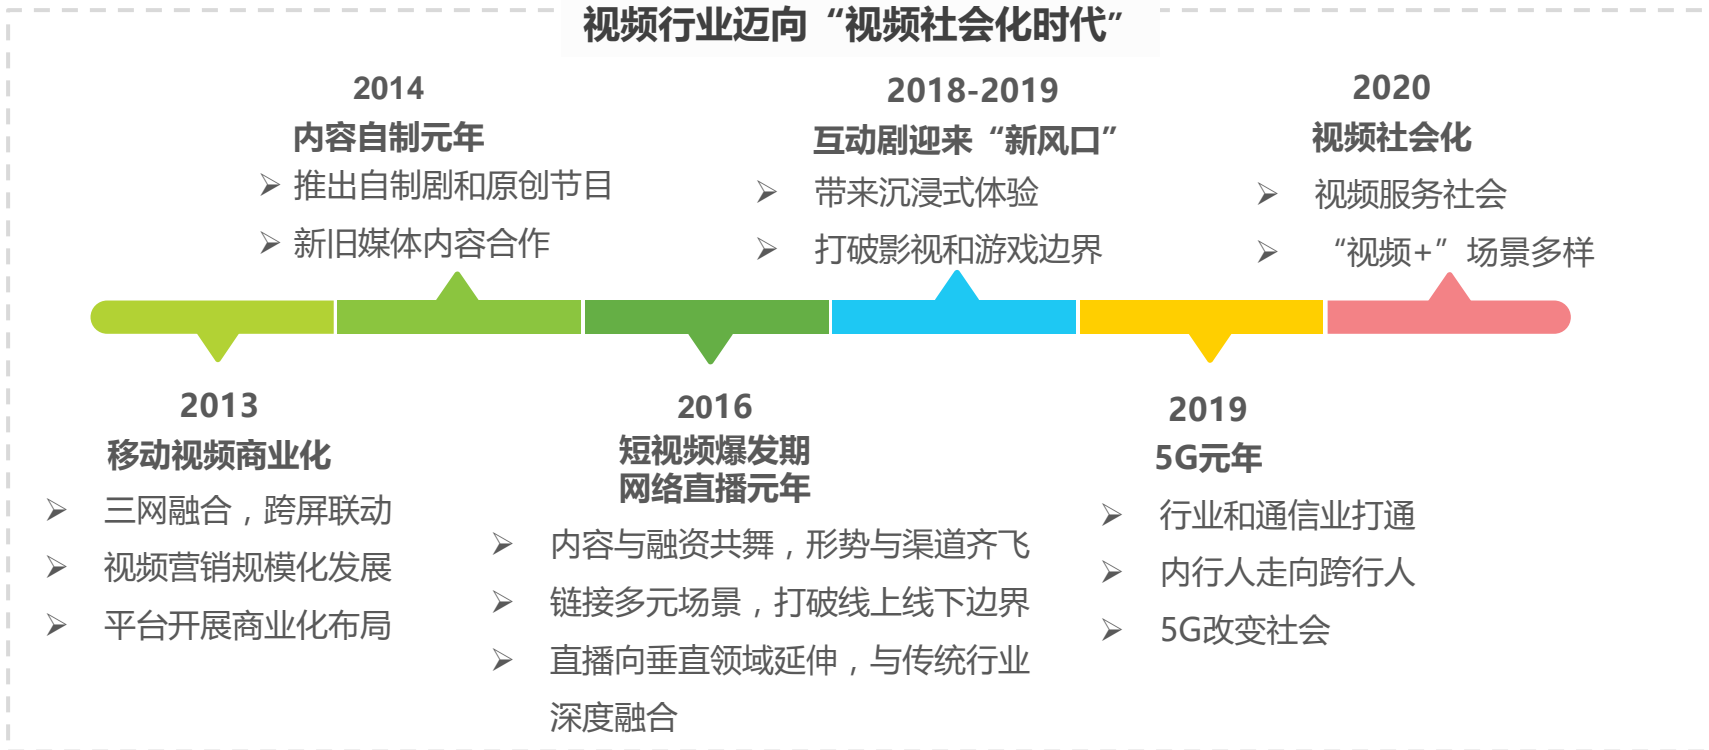 视频行业迈向“视频社会化时代”
2014
内容自制元年
➢ 推出自制剧和原创节目
➢ 新旧媒体内容合作
2018-2019
互动剧迎来“新风口”
➢ 带来沉浸式体验
➢ 打破影视和游戏边界
2020
视频社会化
➢ 视频服务社会
➢ “视频+”场景多样
2013
移动视频商业化
➢ 三网融合，跨屏联动
➢ 视频营销规模化发展
➢ 平台开展商业化布局
2016
短视频爆发期
网络直播元年
➢ 内容与融资共舞，形势与渠道齐飞
➢ 链接多元场景，打破线上线下边界
➢ 直播向垂直领域延伸，与传统行业
深度融合
2019
5G元年
➢ 行业和通信业打通
➢ 内行人走向跨行人
➢ 5G改变社会